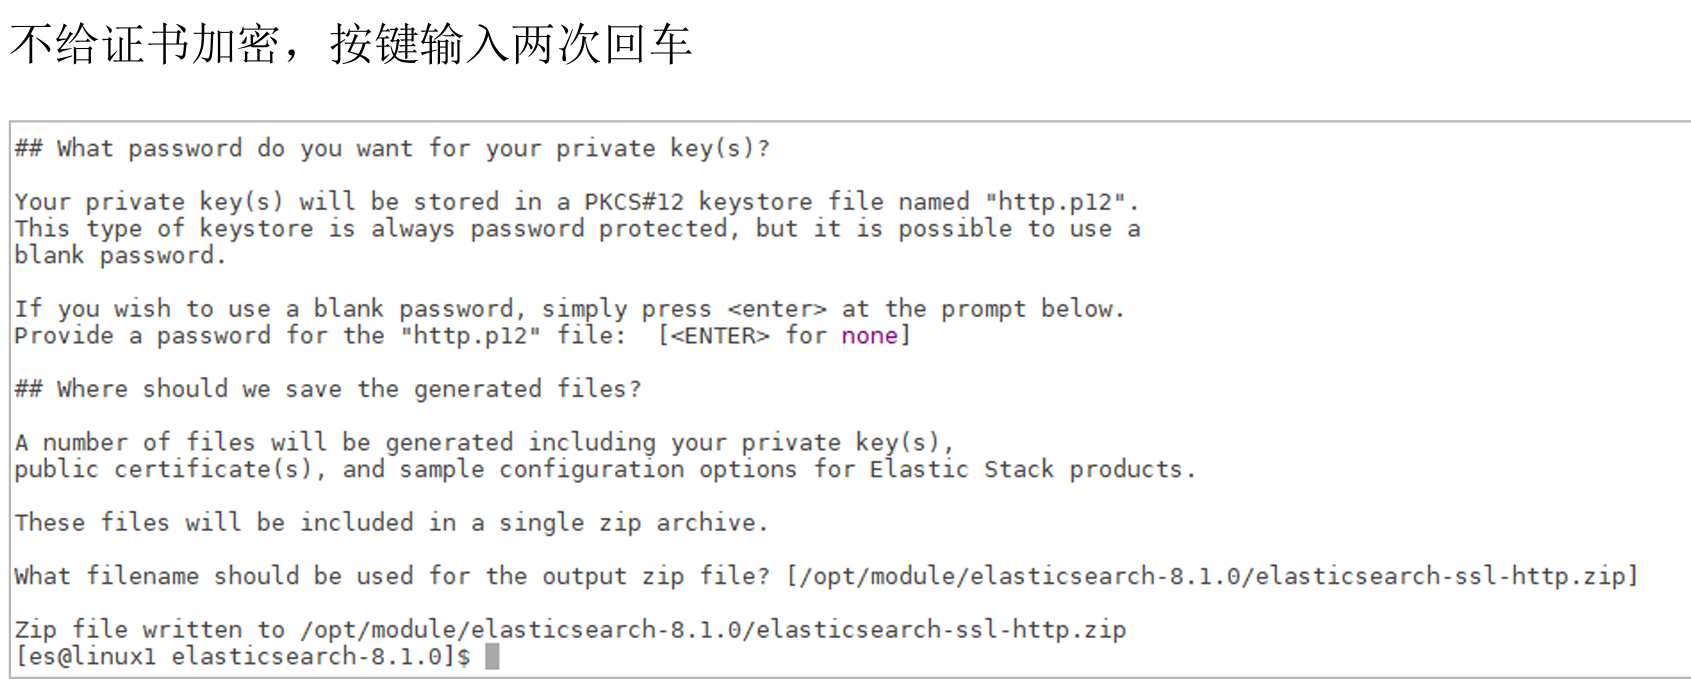 不给证书加密，按键输入两次回车
## What password do you want for your private key(s)?
Your private key(s) will be stored in a PKCS#12 keystore file named "http.p12".
This type of keystore is always password protected, but it is possible to use a
blank password.
If you wish to use a blank password, simply press <enter> at the prompt below.
Provide a password for the "http.p12" file:  [<ENTER> for none]
## Where should we save the generated files?
A number of files will be generated including your private key(s),
public certificate(s), and sample configuration options for Elastic Stack products.
These files will be included in a single zip archive.
What filename should be used for the output zip file? [/opt/module/elasticsearch-8.1.0/elasticsearch-ssl-http.zip]
Zip file written to /opt/module/elasticsearch-8.1.0/elasticsearch-ssl-http.zip
[es@linux1 elasticsearch-8.1.0]$